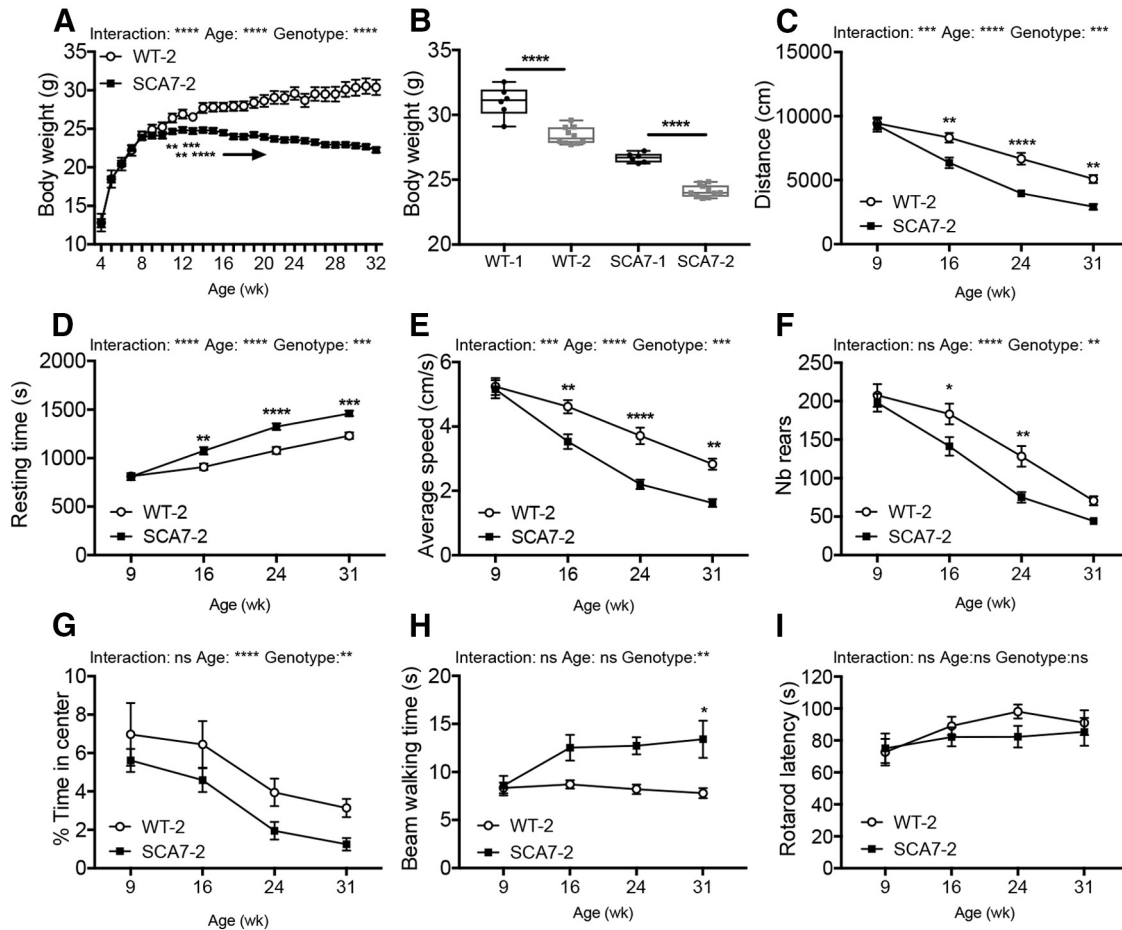 A
Interaction: **** Age: **** Genotype: ****
Body weight (g)
35
30
25
20
15
10
WT-2
SCA7-2
** *** 
** ****
4 8 12 16 20 24 28 32
Age (wk)
B
Body weight (g)
35
30
25
20
****
****
WT-1 WT-2 SCA7-1 SCA7-2
C
Interaction: *** Age: **** Genotype: ***
Distance (cm)
15000
10000
5000
0
**
****
**
WT-2
SCA7-2
9 16 24 31
Age (wk)
D
Interaction: **** Age: **** Genotype: ***
Resting time (s)
2000
1500
1000
500
0
**
****
***
WT-2
SCA7-2
9 16 24 31
Age (wk)
E
Interaction: *** Age: **** Genotype: ***
Average speed (cm/s)
6
4
2
0
**
****
**
WT-2
SCA7-2
9 16 24 31
Age (wk)
F
Interaction: ns Age: **** Genotype: **
Nb rears
200
150
100
50
0
*
**
WT-2
SCA7-2
9 16 24 31
Age (wk)
G
Interaction: ns Age: **** Genotype:**
% Time in center
10
8
6
4
2
0
WT-2
SCA7-2
9 16 24 31
Age (wk)
H
Interaction: ns Age: ns Genotype:**
Beam walking time (s)
20
15
10
5
0
*
WT-2
SCA7-2
9 16 24 31
Age (wk)
I
Interaction: ns Age:ns Genotype:ns
Rotarod latency (s)
120
100
80
60
40
20
0
WT-2
SCA7-2
9 16 24 31
Age (wk)